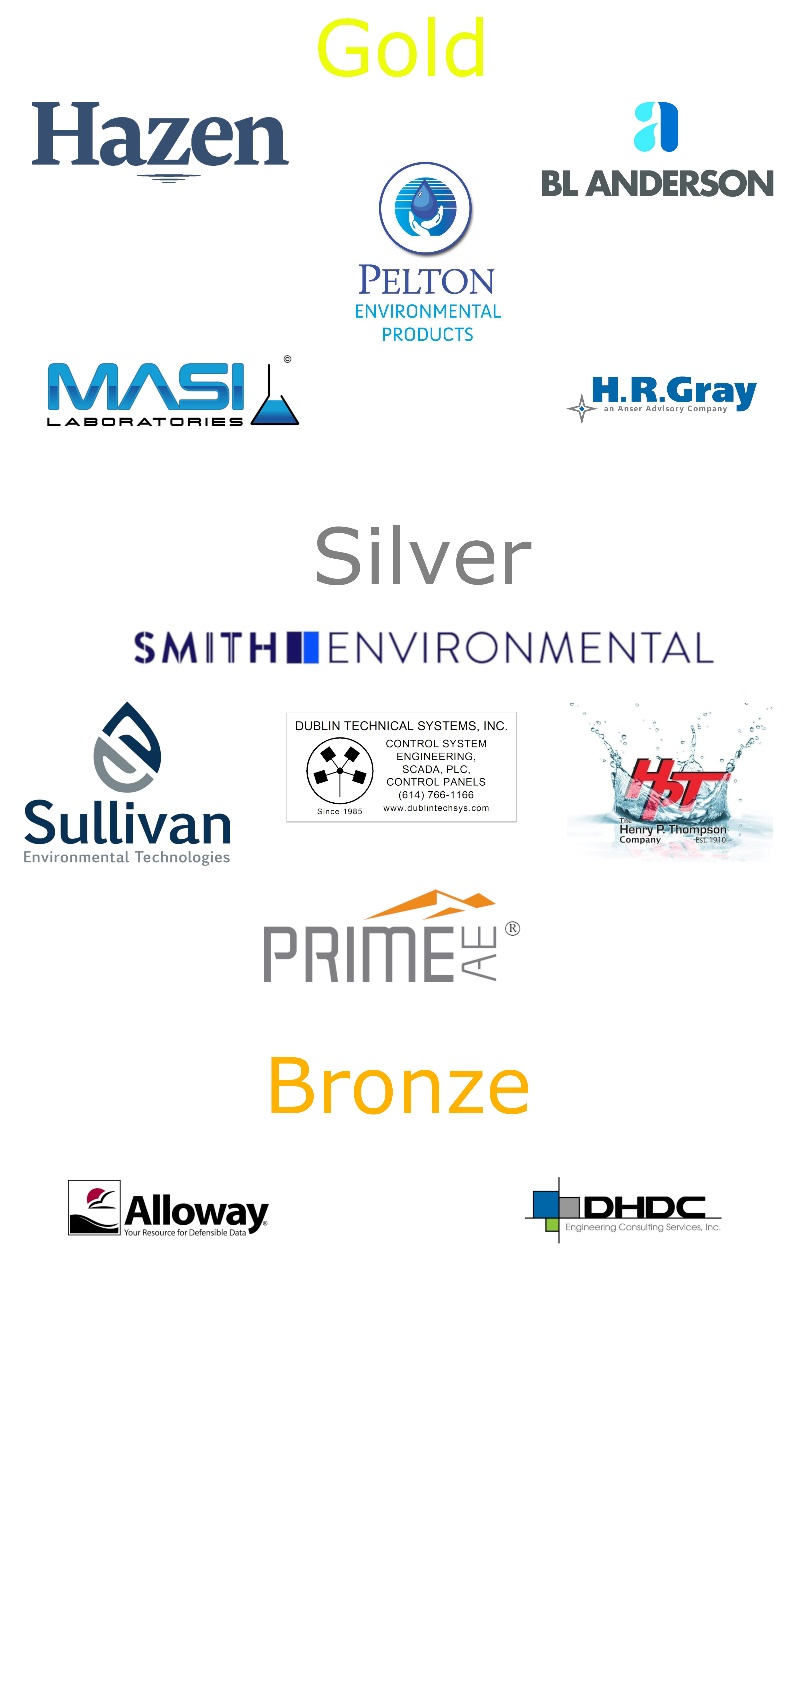 Gold
Hazen
BL ANDERSON
PELTON
ENVIRONMENTAL
PRODUCTS
©
MASI
LABORATORIES
H.R.Gray
an Anser Advisory Company
Silver
SMITH ENVIRONMENTAL
Sullivan
Environmental Technologies
DUBLIN TECHNICAL SYSTEMS, INC.
CONTROL SYSTEM
ENGINEERING,
SCADA, PLC,
CONTROL PANELS
(614) 766-1166
Since 1985 www.dublintechsys.com
HPT
The
Henry P. Thompson
Company Est. 1910
PRIME AE ®
Bronze
Alloway®
Your Resource for Defensible Data
DHDC
Engineering Consulting Services, Inc.